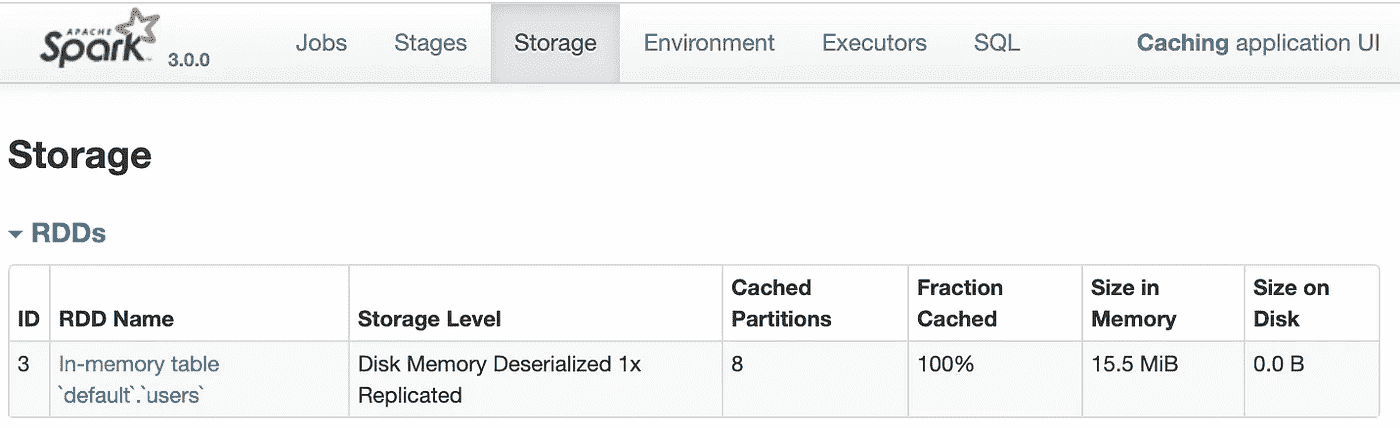 APACHE Spark 3.0.0 Jobs Stages Storage Environment Executors SQL Caching application UI
Storage
RDDs
ID RDD Name Storage Level Cached Partitions Fraction Cached Size in Memory Size on Disk
3 In-memory table `default`.`users` Disk Memory Deserialized 1x Replicated 8 100% 15.5 MiB 0.0 B